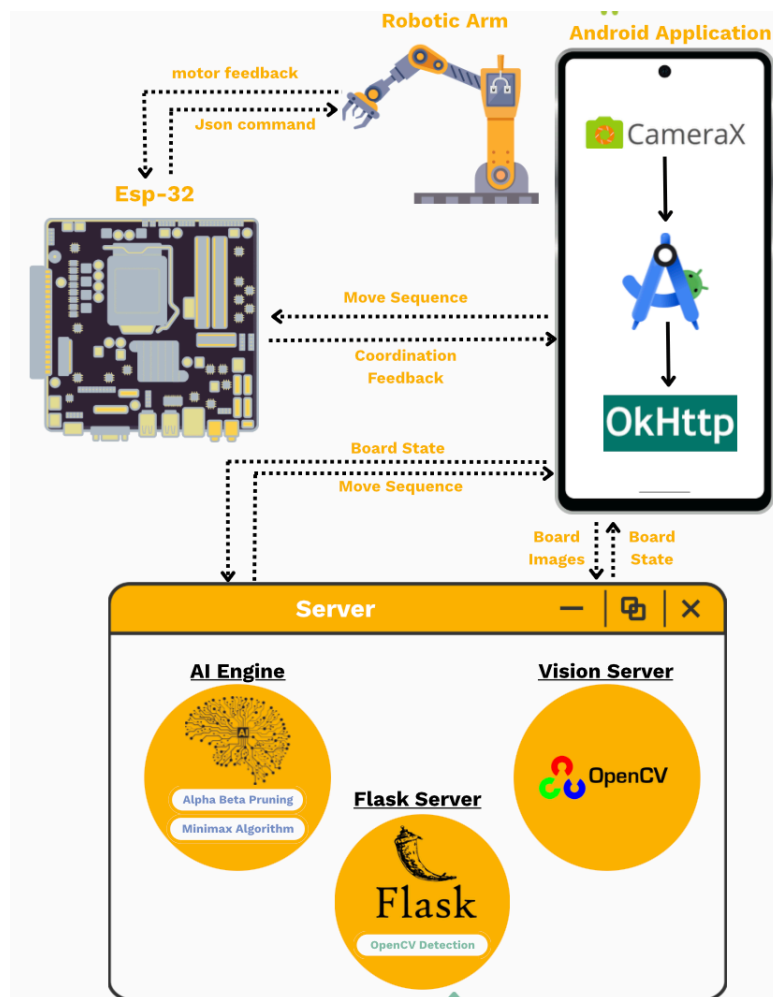 Robotic Arm
Android Application
motor feedback
Json command
CameraX
Esp-32
Move Sequence
Coordination
Feedback
OkHttp
Board State
Move Sequence
Board
Images
Board
State
Server
AI Engine
Vision Server
AI
OpenCV
Alpha Beta Pruning
Minimax Algorithm
Flask Server
Flask
OpenCV Detection